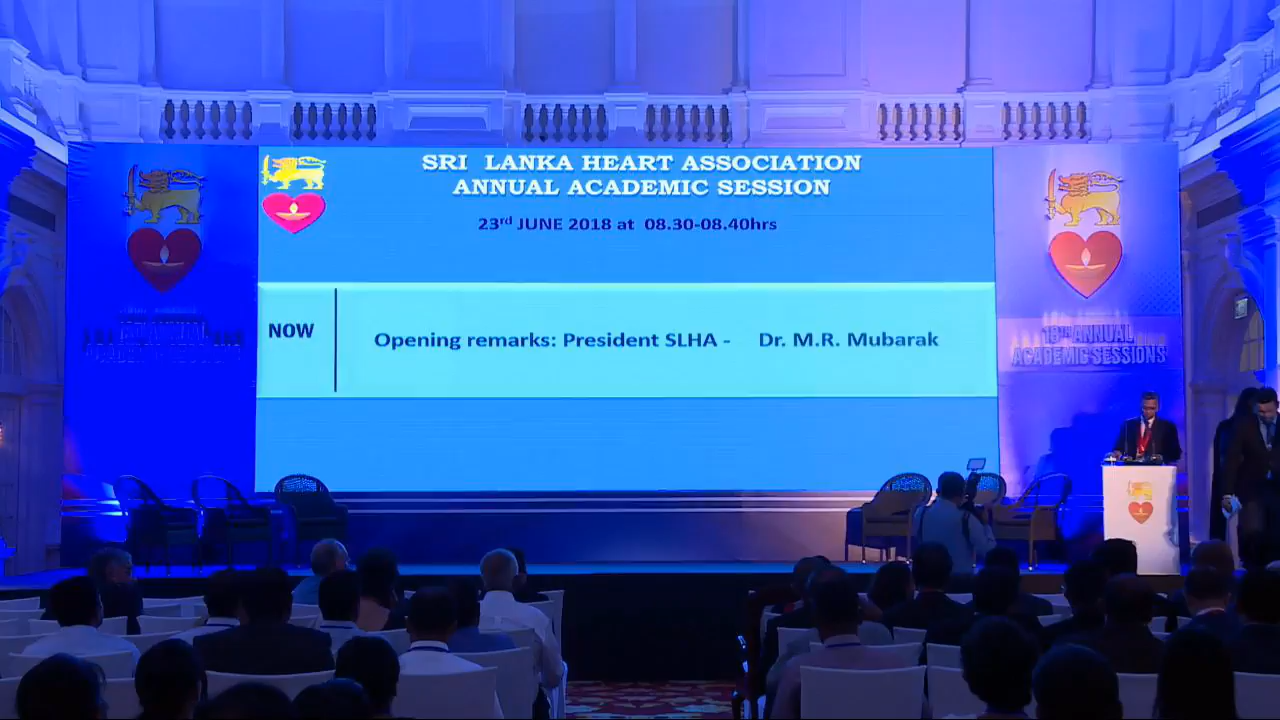 SRI LANKA HEART ASSOCIATION
ANNUAL ACADEMIC SESSION
23rd JUNE 2018 at 08.30-08.40hrs
NOW
Opening remarks: President SLHA - Dr. M.R. Mubarak
ANNUAL
ACADEMIC SESSIONS